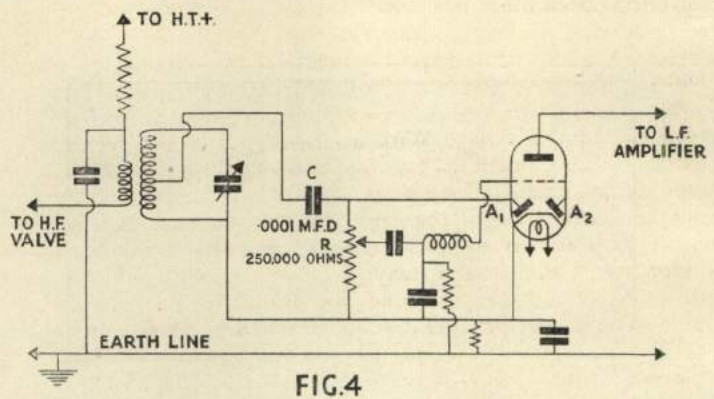 TO H.T.+
TO L.F.
AMPLIFIER
C
·0001 M.F.D
R
250,000 OHMS
A1
A2
TO H.F.
VALVE
EARTH LINE
FIG.4